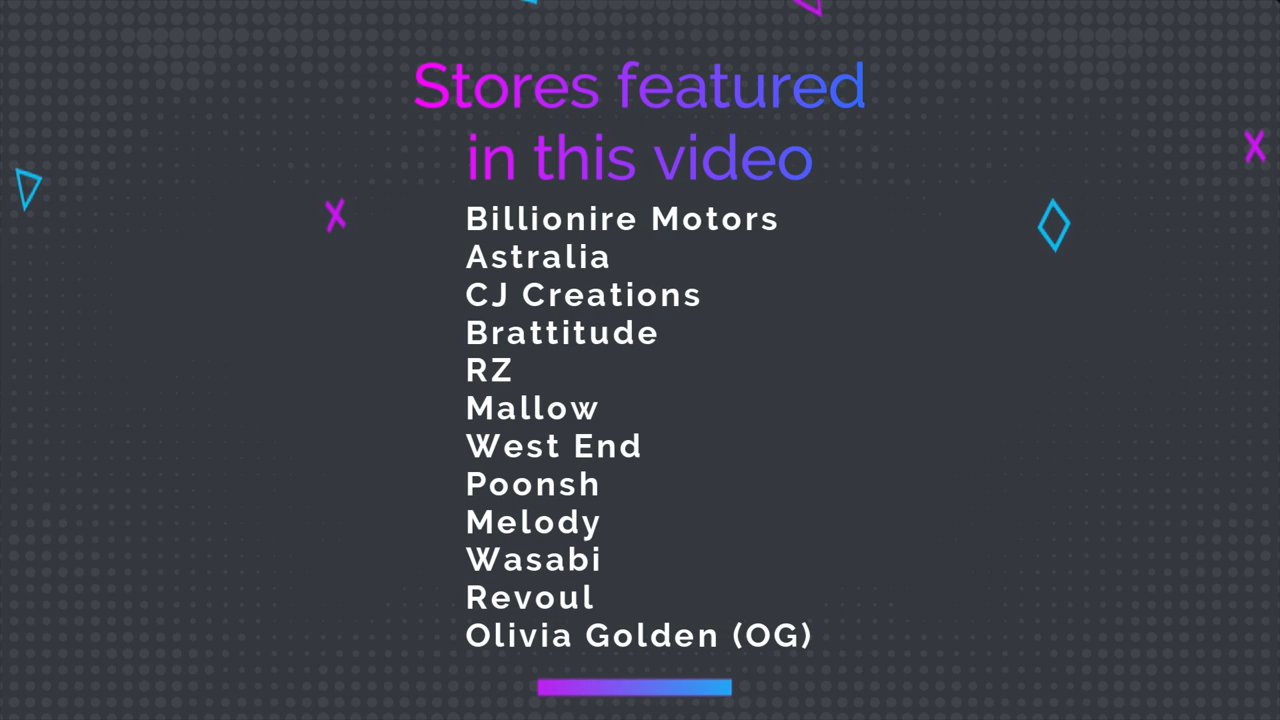 Stores featured
in this video
Billionire Motors
Astralia
CJ Creations
Brattitude
RZ
Mallow
West End
Poonsh
Melody
Wasabi
Revoul
Olivia Golden (OG)